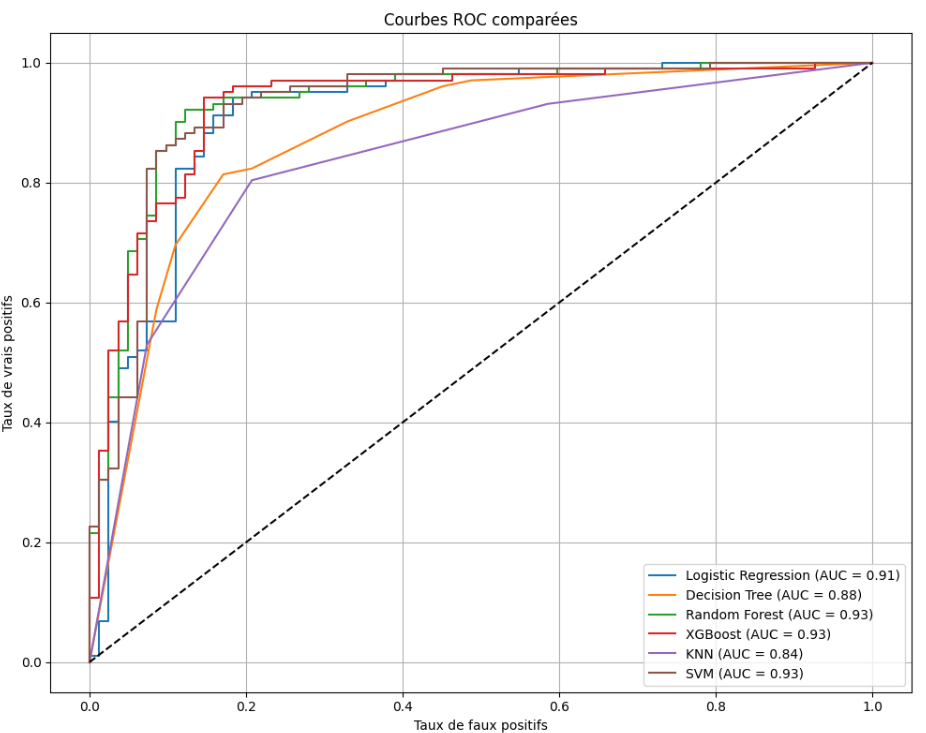 Courbes ROC comparées
Taux de vrais positifs
1.0
0.8
0.6
0.4
0.2
0.0
0.0 0.2 0.4 0.6 0.8 1.0
Taux de faux positifs
Logistic Regression (AUC = 0.91)
Decision Tree (AUC = 0.88)
Random Forest (AUC = 0.93)
XGBoost (AUC = 0.93)
KNN (AUC = 0.84)
SVM (AUC = 0.93)